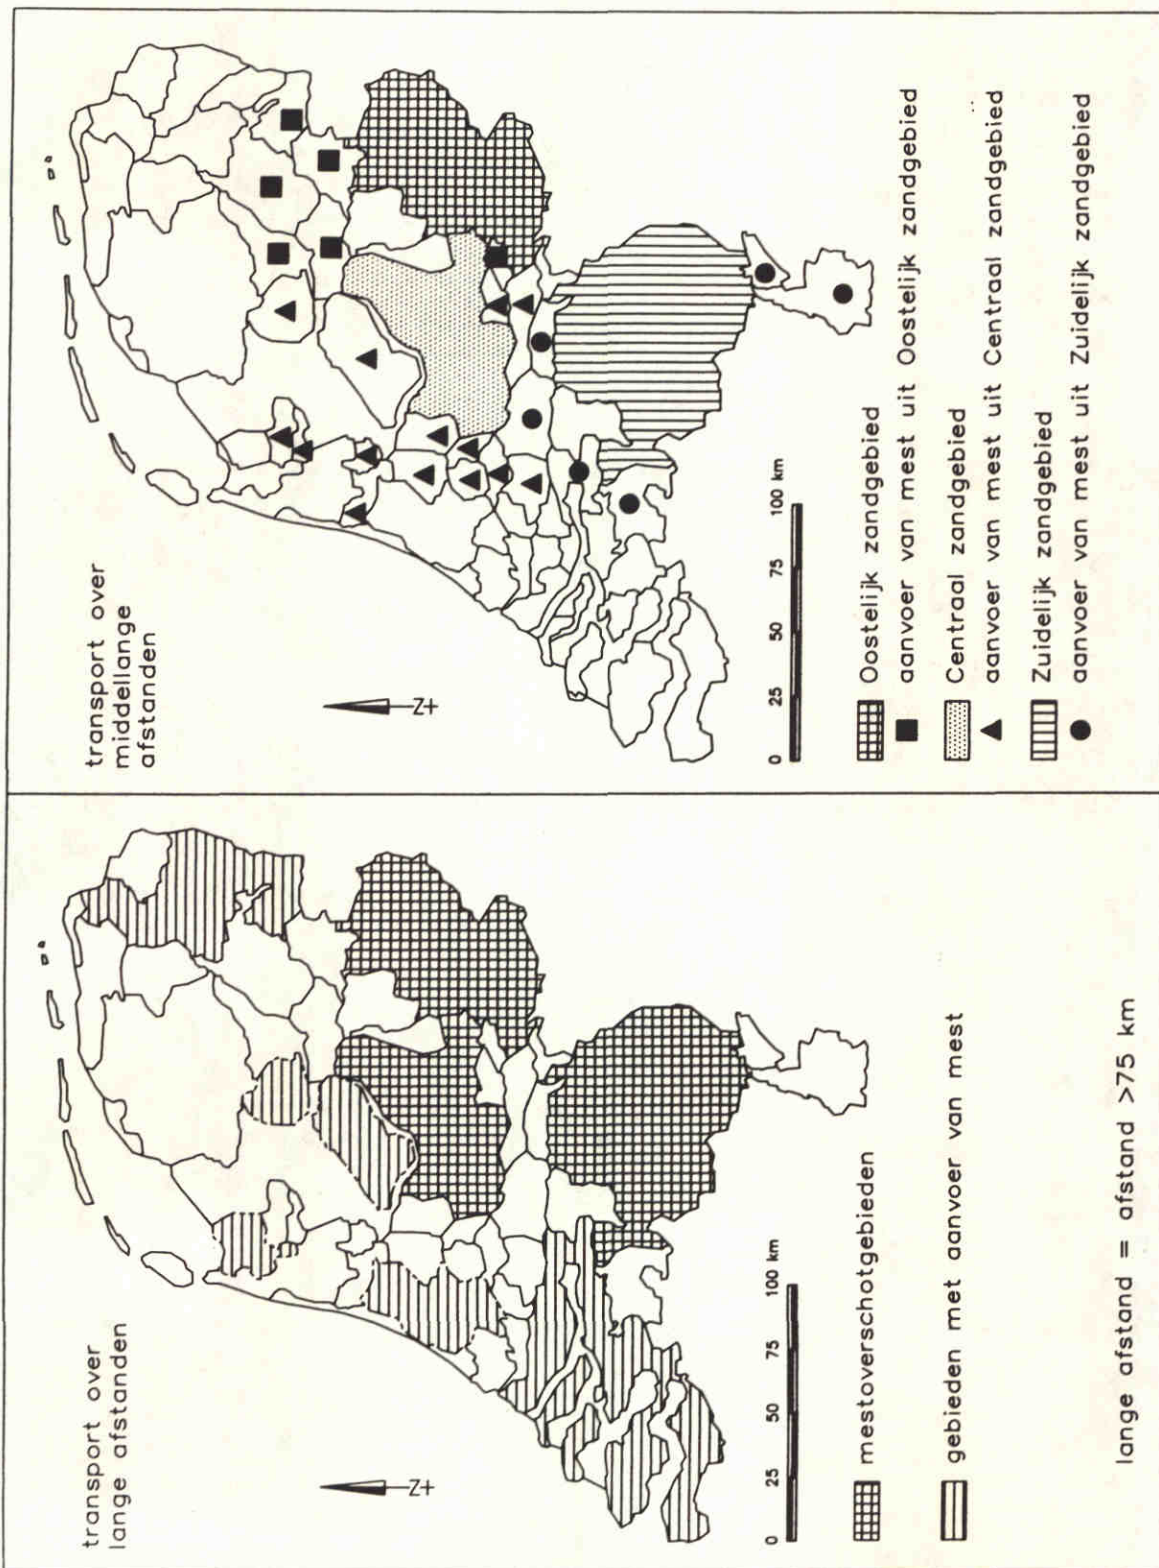 transport over
lange afstanden
Z+
0 25 50 75 100 km
mestoverschotgebieden
gebieden met aanvoer van mest
lange afstand = afstand >75 km
transport over
middellange
afstanden
Z+
0 25 50 75 100 km
Oostelijk zandgebied
aanvoer van mest uit Oostelijk zandgebied
Centraal zandgebied
aanvoer van mest uit Centraal zandgebied
Zuidelijk zandgebied
aanvoer van mest uit Zuidelijk zandgebied